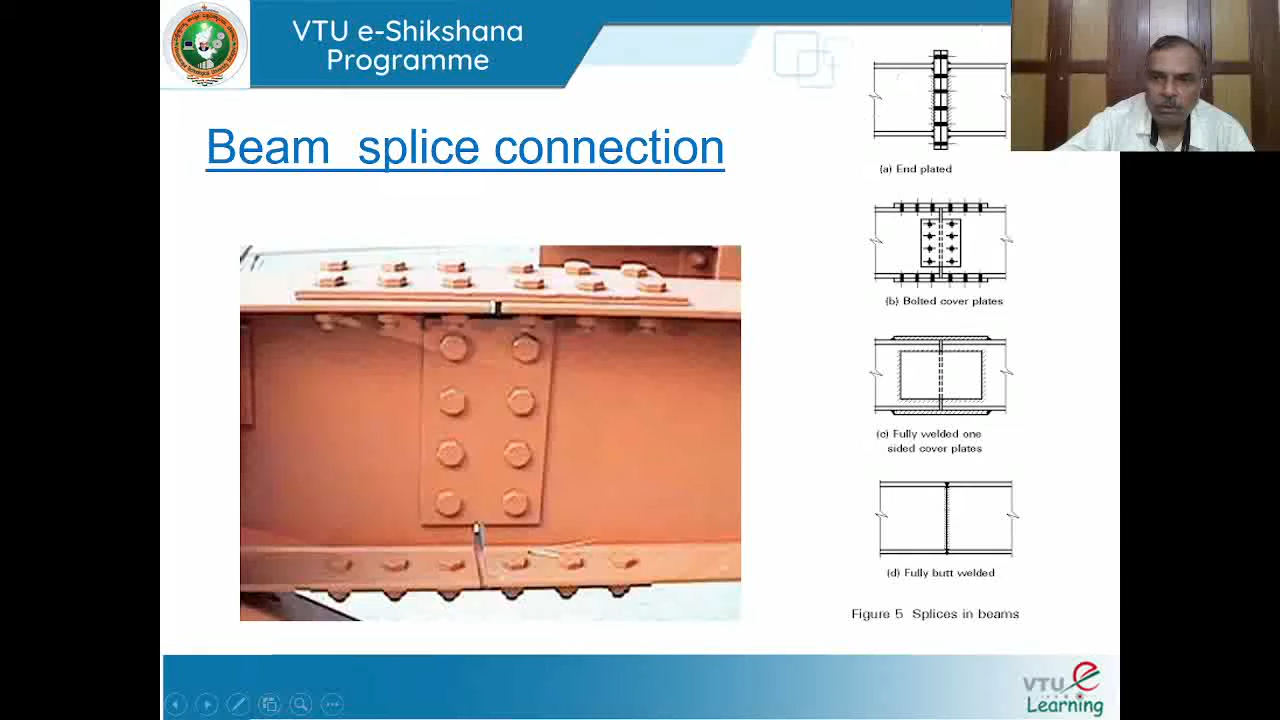 VTU e-Shikshana
Programme
Beam splice connection
(a) End plated
(b) Bolted cover plates
(c) Fully welded one
sided cover plates
(d) Fully butt welded
Figure 5 Splices in beams
VTU e
Learning